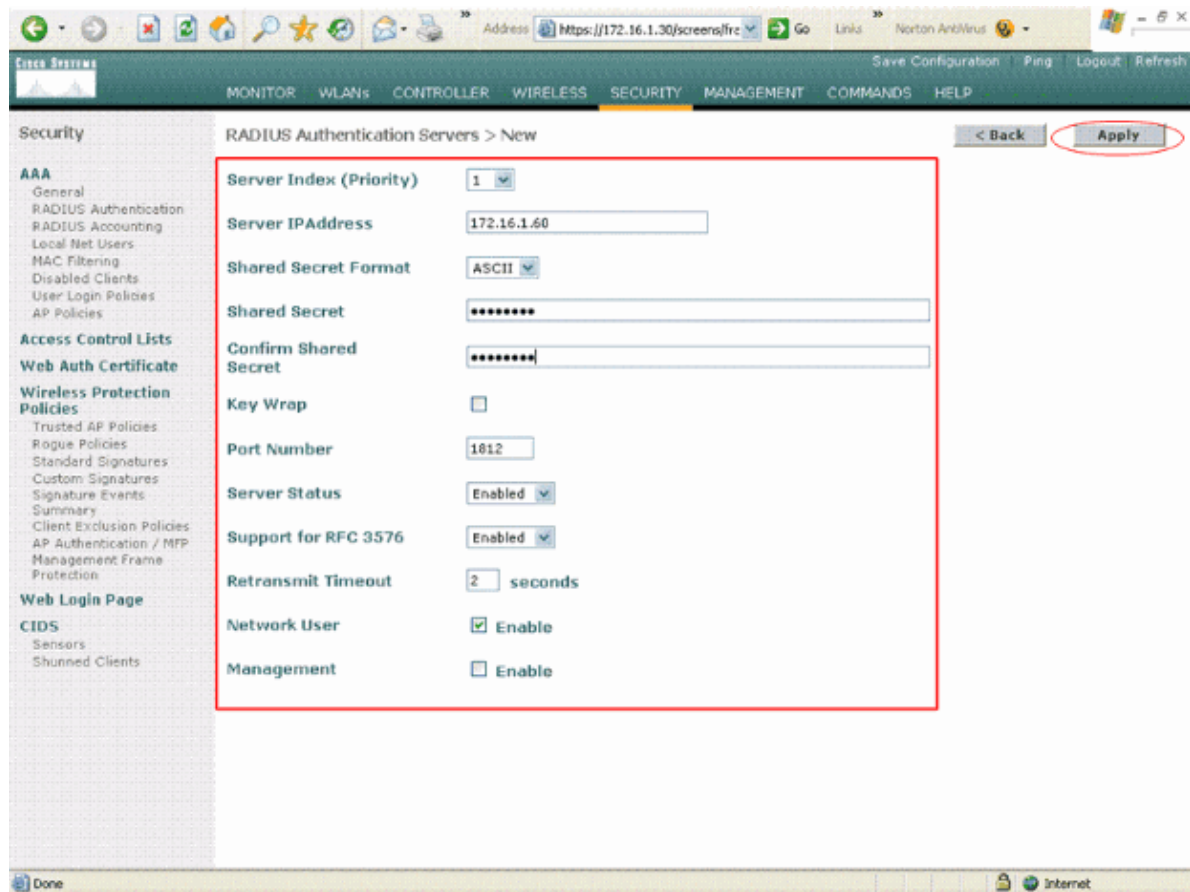 Address https://172.16.1.30/screens/fra Go Links Norton AntiVirus
CISCO SYSTEMS
Save Configuration Ping Logout Refresh
MONITOR WLANs CONTROLLER WIRELESS SECURITY MANAGEMENT COMMANDS HELP
Security
AAA
General
RADIUS Authentication
RADIUS Accounting
Local Net Users
MAC Filtering
Disabled Clients
User Login Policies
AP Policies
Access Control Lists
Web Auth Certificate
Wireless Protection
Policies
Trusted AP Policies
Rogue Policies
Standard Signatures
Custom Signatures
Signature Events
Summary
Client Exclusion Policies
AP Authentication / MFP
Management Frame
Protection
Web Login Page
CIDS
Sensors
Shunned Clients
RADIUS Authentication Servers > New
< Back Apply
Server Index (Priority) 1
Server IPAddress 172.16.1.60
Shared Secret Format ASCII
Shared Secret ••••••••
Confirm Shared
Secret ••••••••
Key Wrap
Port Number 1812
Server Status Enabled
Support for RFC 3576 Enabled
Retransmit Timeout 2 seconds
Network User Enable
Management Enable
Done Internet